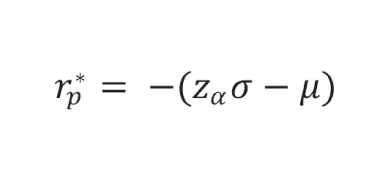 r_p^* = −(z_α σ − μ)